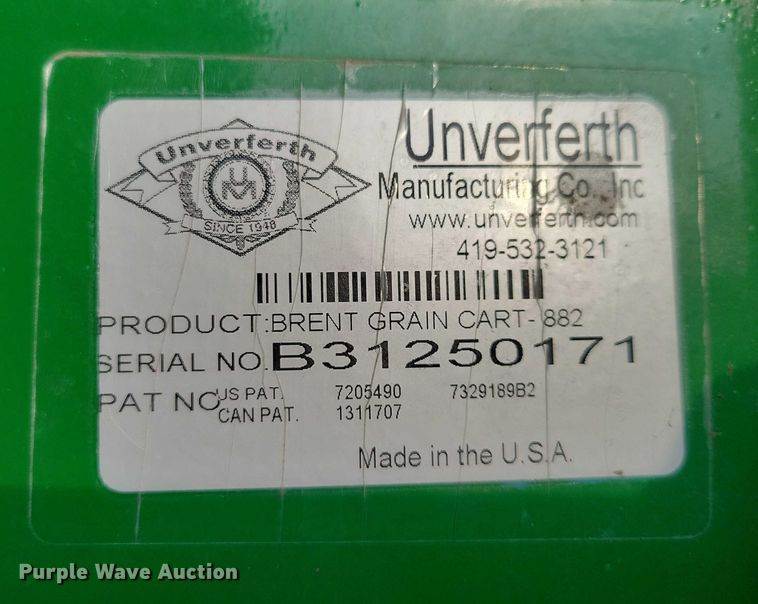 Unverferth
UM
SINCE 1948
Unverferth
Manufacturing Co., Inc
www.unverferth.com
419-532-3121
PRODUCT:BRENT GRAIN CART- 882
SERIAL NO.B31250171
PAT NO US PAT. 7205490 7329189B2
CAN PAT. 1311707
Made in the U.S.A.
Purple Wave Auction